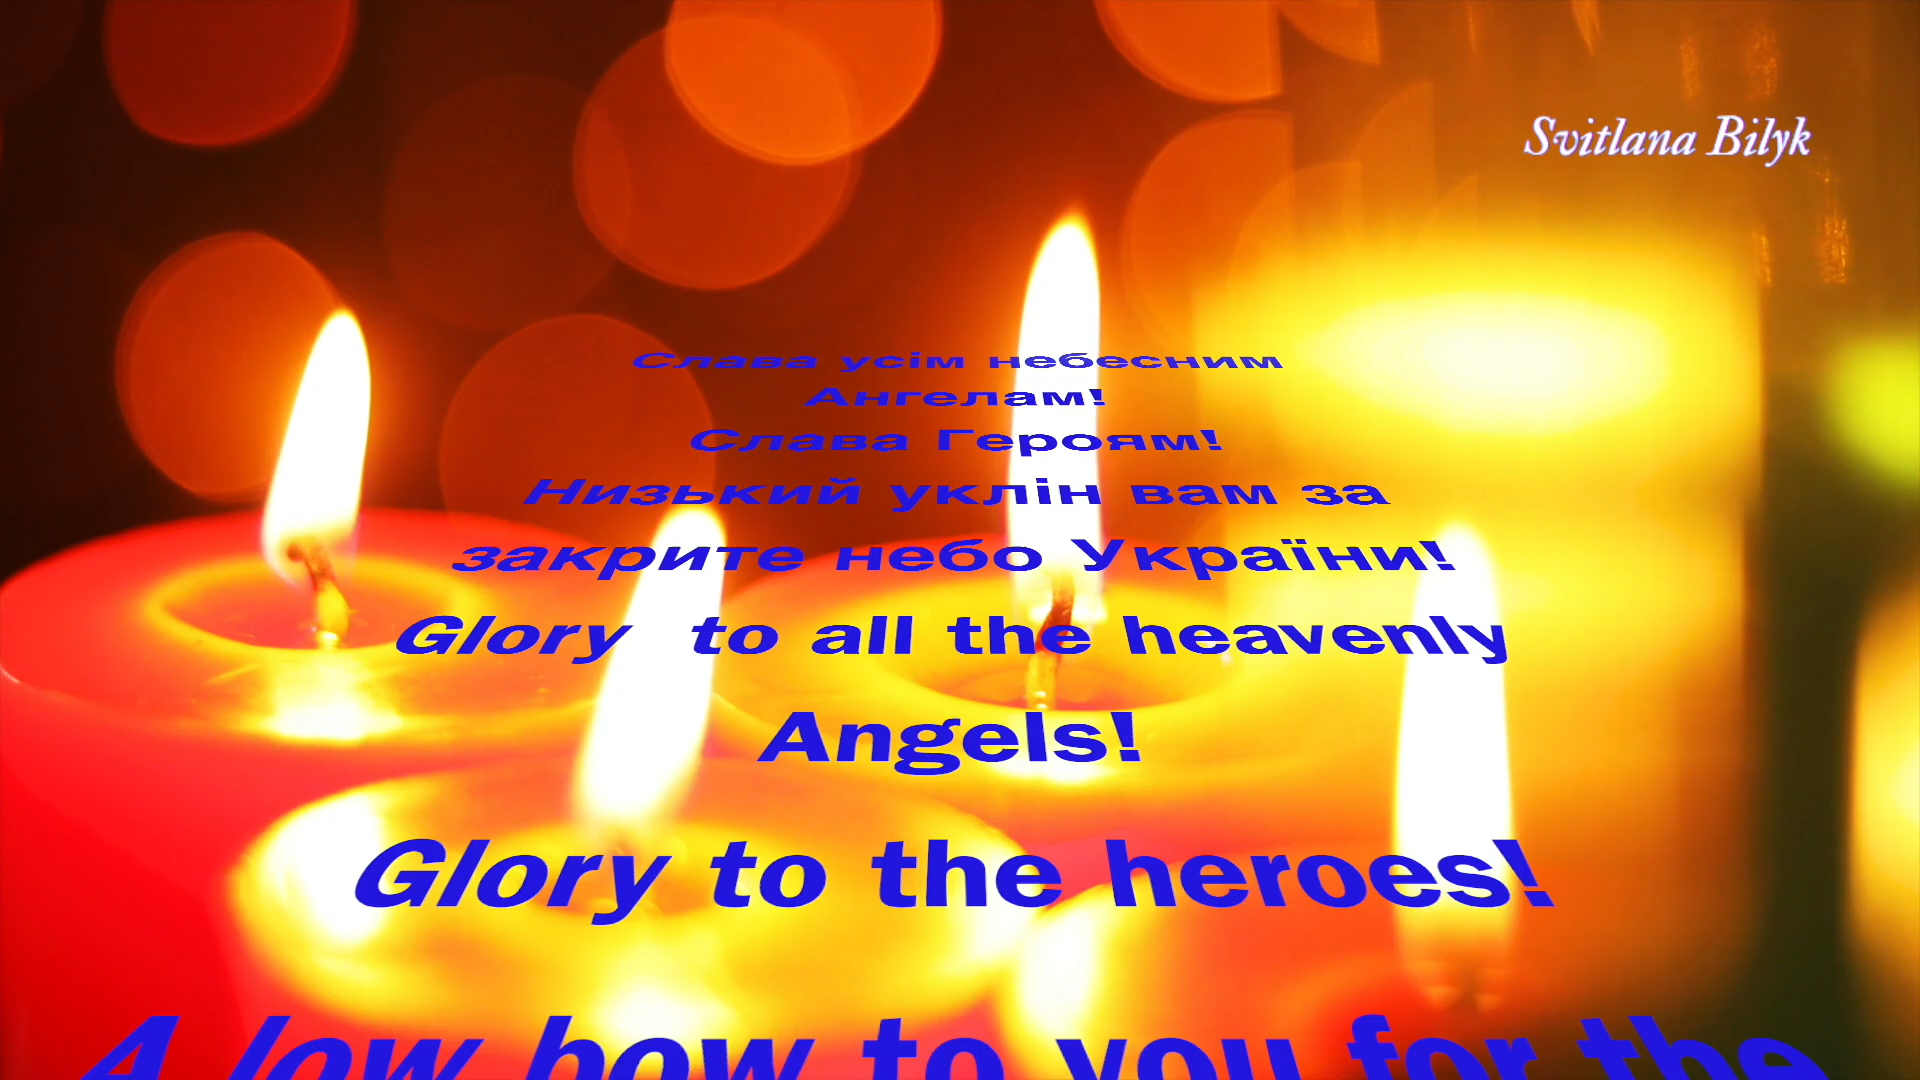 Svitlana Bilyk
Слава усім небесним
Ангелам!
Слава Героям!
Низький уклін вам за
закрите небо України!
Glory to all the heavenly
Angels!
Glory to the heroes!
A low bow to you for the